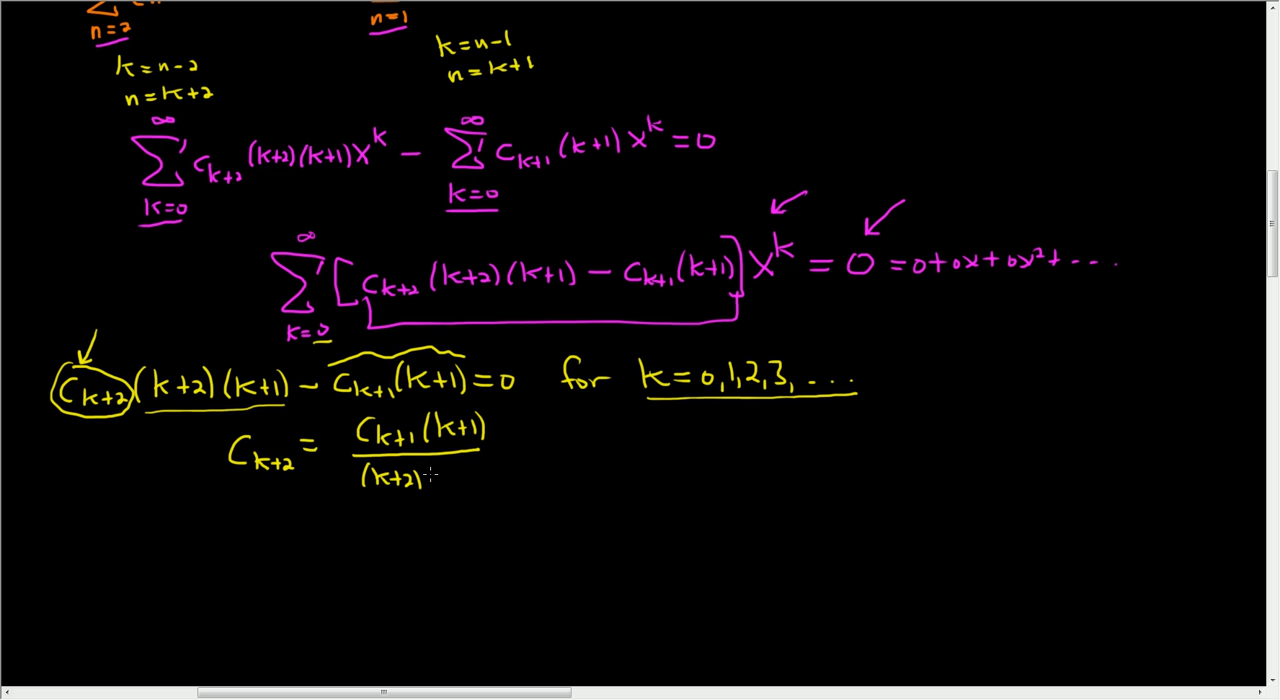 n=2
n=1
k=n-2
n=k+2
k=n-1
n=k+1
∞ ∑ k=0 C_{k+2} (k+2)(k+1)X^k - ∞ ∑ k=0 C_{k+1} (k+1) X^k = 0
∞ ∑ k=0 [C_{k+2} (k+2)(k+1) - C_{k+1} (k+1)] X^k = 0 = 0+0x+0x²+...
C_{k+2} (k+2)(k+1) - C_{k+1} (k+1) = 0 for k=0,1,2,3,...
C_{k+2} = C_{k+1} (k+1) / (k+2)